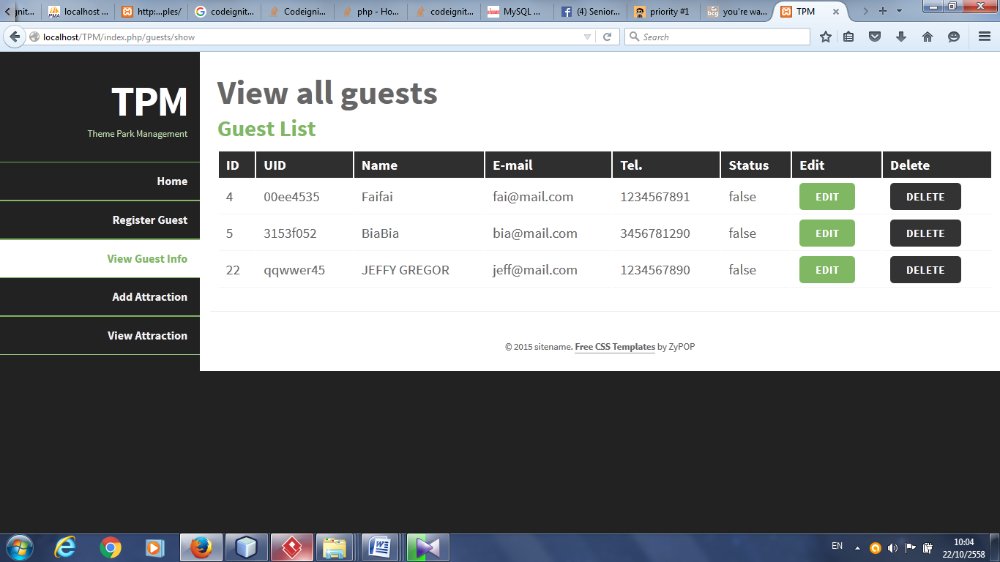 gnit...
localhost ...
http:...ples/
codeignit...
Codeigni...
php - Ho...
codeignit...
MySQL ...
(4) Senior...
priority #1
you're wa...
TPM
localhost/TPM/index.php/guests/show
Search
TPM
Theme Park Management
Home
Register Guest
View Guest Info
Add Attraction
View Attraction
View all guests
Guest List
ID UID Name E-mail Tel. Status Edit Delete
4 00ee4535 Faifai fai@mail.com 1234567891 false EDIT DELETE
5 3153f052 BiaBia bia@mail.com 3456781290 false EDIT DELETE
22 qqwwer45 JEFFY GREGOR jeff@mail.com 1234567890 false EDIT DELETE
© 2015 sitename. Free CSS Templates by ZyPOP
EN
10:04
22/10/2558